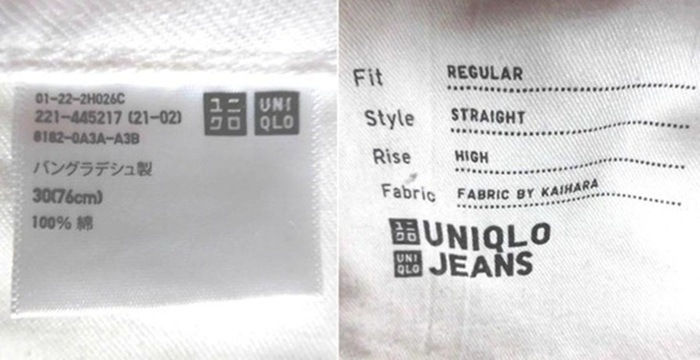 01-22-2H026C
221-445217 (21-02)
8182-0A3A-A3B
ユニクロ
UNIQLO
バングラデシュ製
30(76cm)
100% 綿
Fit REGULAR
Style STRAIGHT
Rise HIGH
Fabric FABRIC BY KAIHARA
ユニクロ UNIQLO
UNIQLO JEANS